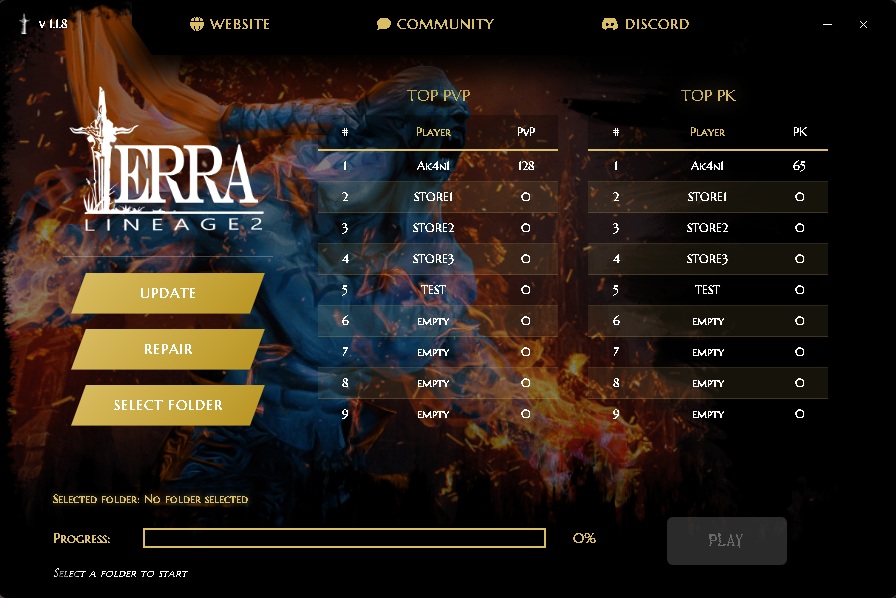 v 1.1.8
WEBSITE
COMMUNITY
DISCORD
TERRA
LINEAGE 2
UPDATE
REPAIR
SELECT FOLDER
TOP PVP
# Player PvP
1 Ak4n1 128
2 STORE1 0
3 STORE2 0
4 STORE3 0
5 TEST 0
6 EMPTY 0
7 EMPTY 0
8 EMPTY 0
9 EMPTY 0
TOP PK
# Player PK
1 Ak4n1 65
2 STORE1 0
3 STORE2 0
4 STORE3 0
5 TEST 0
6 EMPTY 0
7 EMPTY 0
8 EMPTY 0
9 EMPTY 0
Selected folder: No folder selected
Progress: 0%
PLAY
Select a folder to start